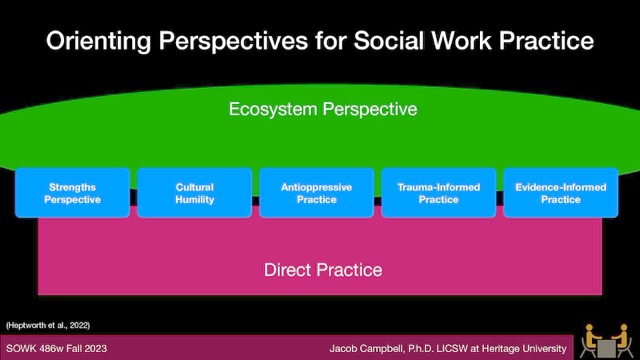 Orienting Perspectives for Social Work Practice
Ecosystem Perspective
Strengths
Perspective
Cultural
Humility
Antioppressive
Practice
Trauma-Informed
Practice
Evidence-Informed
Practice
Direct Practice
(Heptworth et al., 2022)
SOWK 486w Fall 2023
Jacob Campbell, Ph.D. LICSW at Heritage University